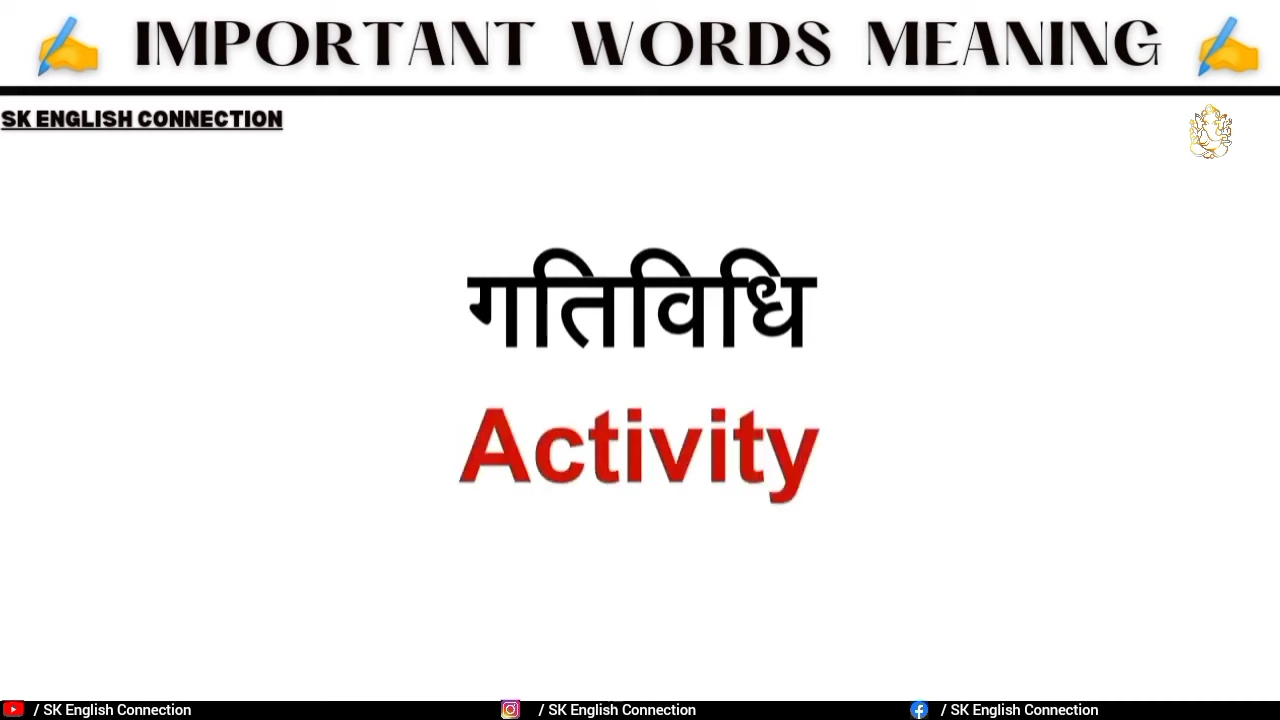 ✍ IMPORTANT WORDS MEANING ✍
SK ENGLISH CONNECTION
गतिविधि
Activity
/ SK English Connection / SK English Connection / SK English Connection